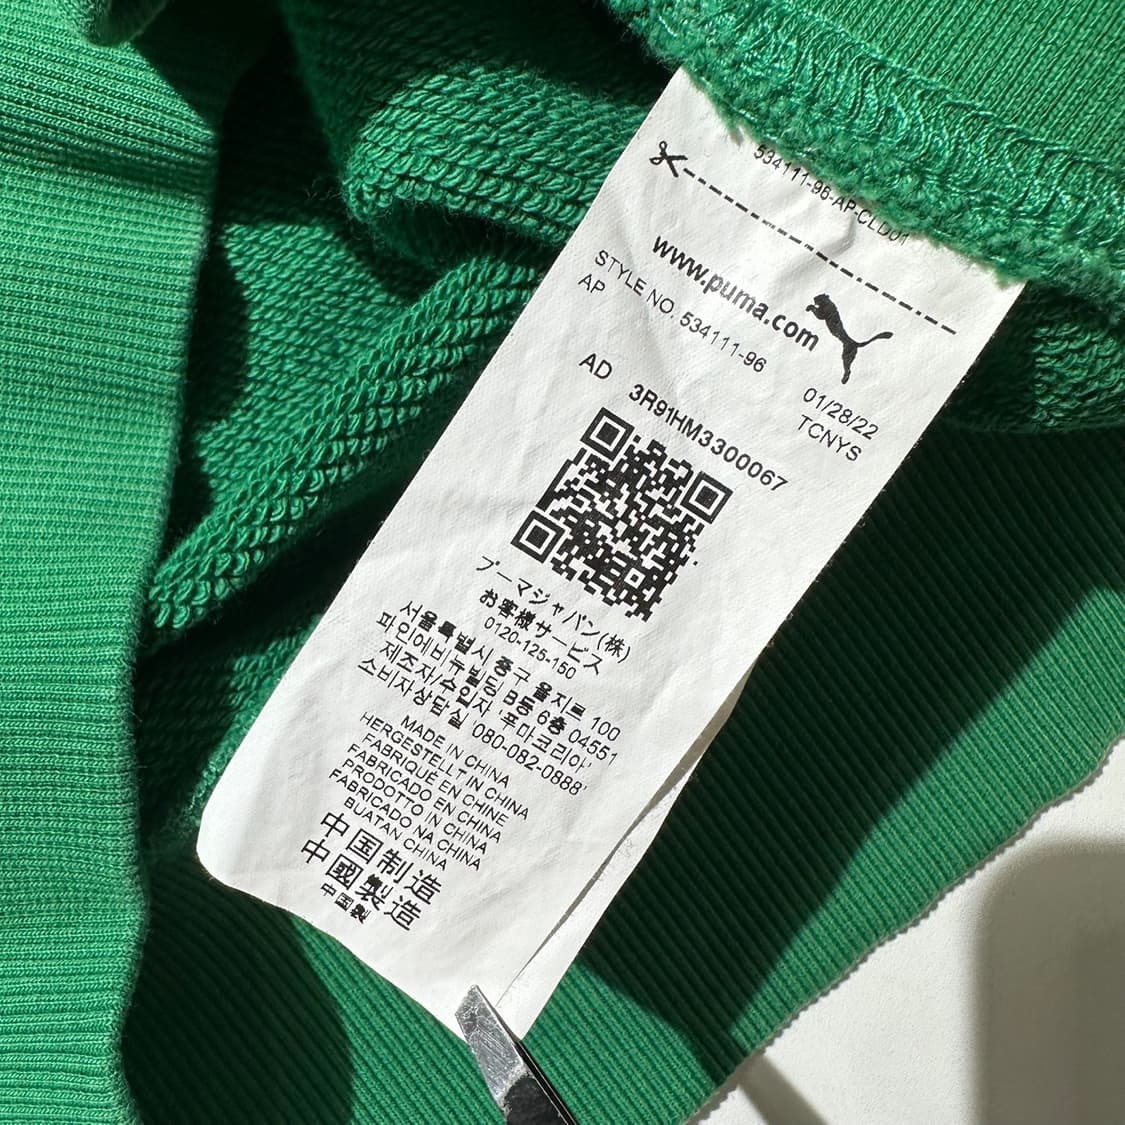 534111-96-AP-CLD01
www.puma.com
STYLE NO. 534111-96
AP
01/28/22
TCNYS
AD 3R91HM3300067
プーマジャパン(株)
お客様サービス
0120-125-150
서울특별시 중구 을지로 100
파인에비뉴빌딩 B동 6층 04551
제조자/수입자 '푸마코리아'
소비자상담실 080-082-0888'
MADE IN CHINA
HERGESTELLT IN CHINA
FABRIQUÉ EN CHINE
FABRICADO EN CHINA
PRODOTTO IN CHINA
FABRICADO NA CHINA
BUATAN CHINA
中国制造
中國製造
中国製